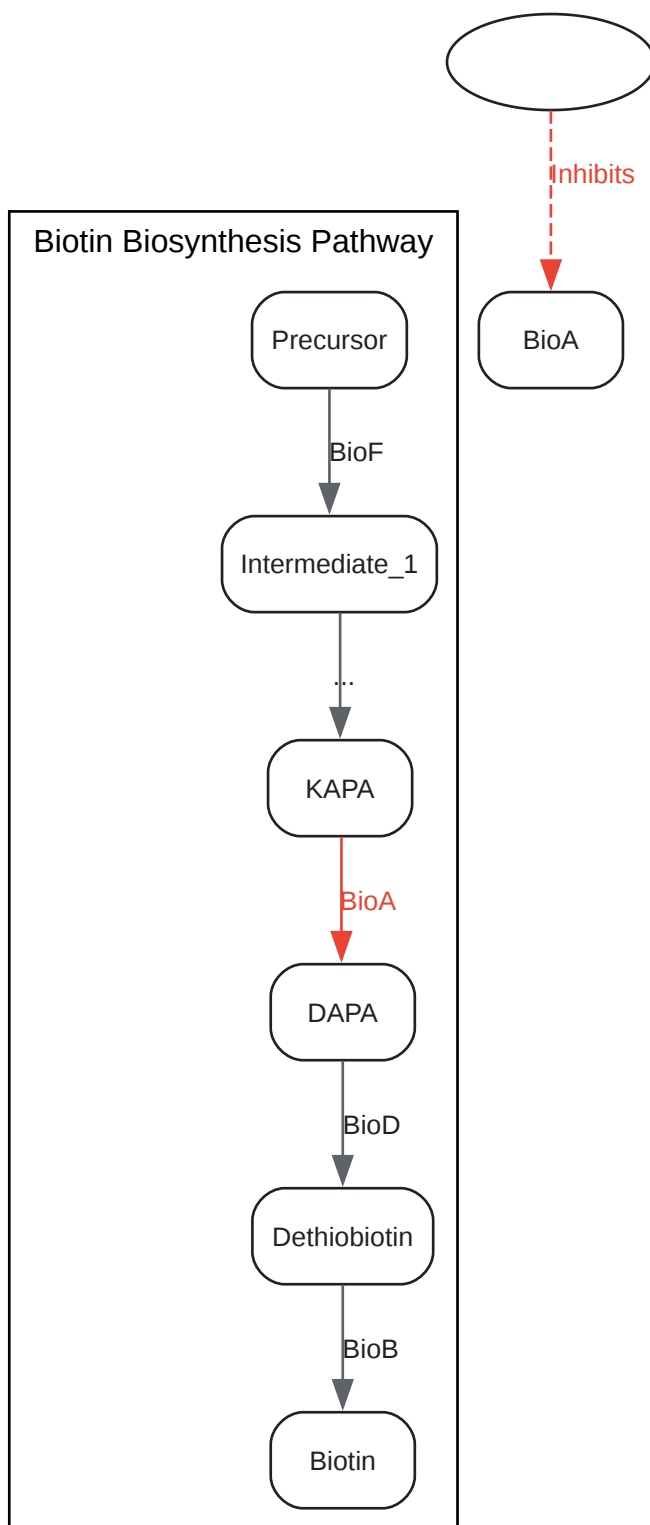 Inhibits
Biotin Biosynthesis Pathway
Precursor
BioA
BioF
Intermediate_1
...
KAPA
BioA
DAPA
BioD
Dethiobiotin
BioB
Biotin